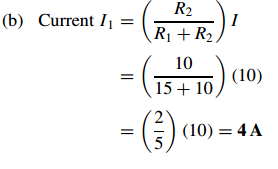 (b) Current I₁ = (R₂ / (R₁ + R₂)) I
= (10 / (15 + 10)) (10)
= (2/5) (10) = 4 A